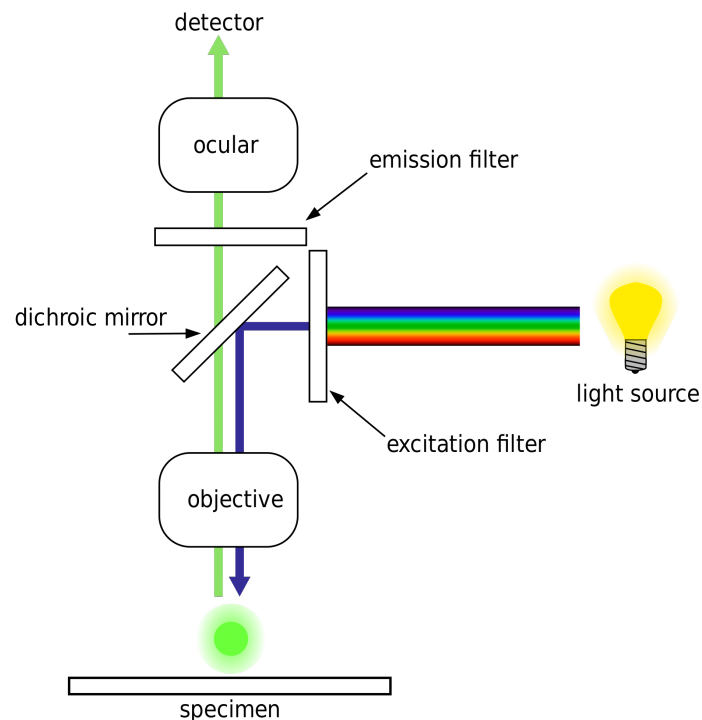 detector
ocular
emission filter
dichroic mirror
light source
excitation filter
objective
specimen